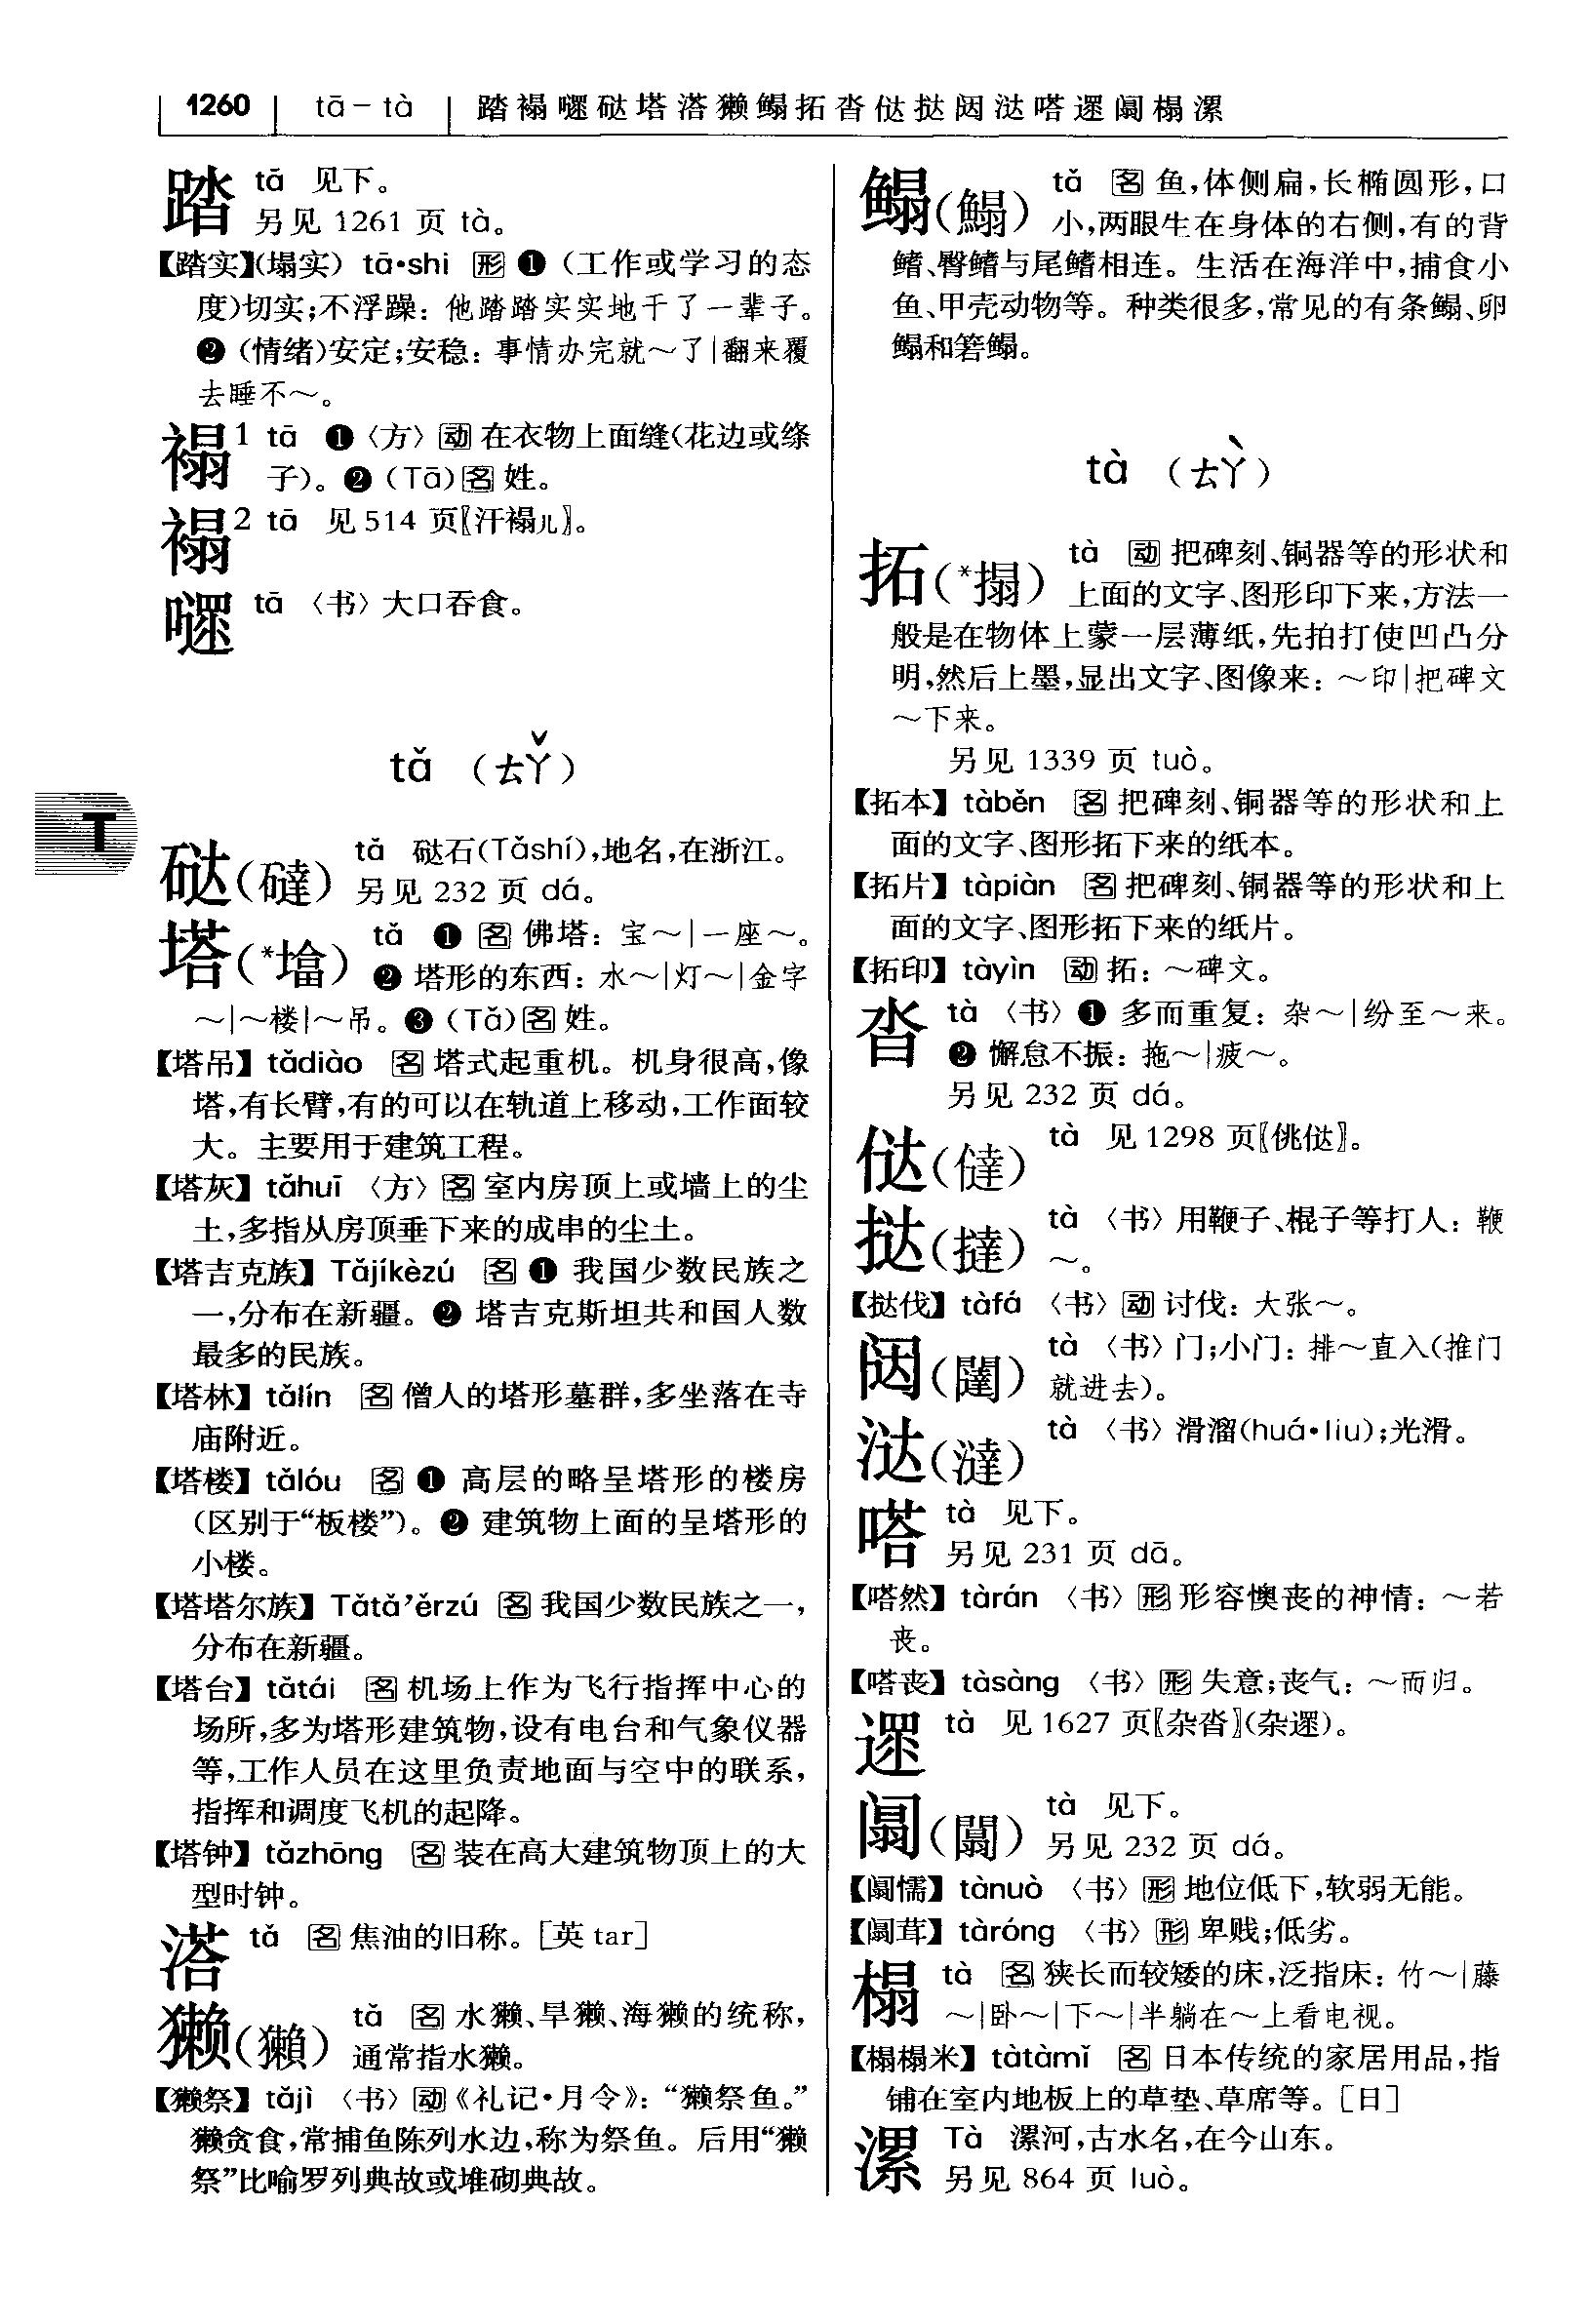 1260 tā－tà 踏褟嚃硅塔溚獭鳎拓沓㑷挞闼㳠嗒遝阘榻漯
踏 tā 见下。
另见1261页 tà。
【踏实】(塌实) tā·shi 形 ❶（工作或学习的态
度)切实;不浮躁：他踏踏实实地干了一辈子。
❷（情绪)安定;安稳：事情办完就～了|翻来覆
去睡不～。
褟1 tā ❶〈方〉动 在衣物上面缝(花边或绦
子)。❷（Tā)名 姓。
褟2 tā 见514页〖汗褟儿〗。
嚃 tā 〈书〉大口吞食。
tǎ （ㄊㄚˇ）
𫟼(磓) tǎ 𫟼石(Tǎshí),地名,在浙江。
另见232页 dá。
塔(*墖) tǎ ❶ 名 佛塔：宝～|一座～。
❷ 塔形的东西：水～|灯～|金字
～|～楼|～吊。❸（Tǎ)名 姓。
【塔吊】tǎdiào 名 塔式起重机。机身很高,像
塔,有长臂,有的可以在轨道上移动,工作面较
大。主要用于建筑工程。
【塔灰】tǎhuī 〈方〉名 室内房顶上或墙上的尘
土,多指从房顶垂下来的成串的尘土。
【塔吉克族】Tǎjíkèzú 名 ❶ 我国少数民族之
一,分布在新疆。❷ 塔吉克斯坦共和国人数
最多的民族。
【塔林】tǎlín 名 僧人的塔形墓群,多坐落在寺
庙附近。
【塔楼】tǎlóu 名 ❶ 高层的略呈塔形的楼房
(区别于“板楼”)。❷ 建筑物上面的呈塔形的
小楼。
【塔塔尔族】Tǎtǎ’ěrzú 名 我国少数民族之一,
分布在新疆。
【塔台】tǎtái 名 机场上作为飞行指挥中心的
场所,多为塔形建筑物,设有电台和气象仪器
等,工作人员在这里负责地面与空中的联系,
指挥和调度飞机的起降。
【塔钟】tǎzhōng 名 装在高大建筑物顶上的大
型时钟。
溚 tǎ 名 焦油的旧称。[英 tar]
獭(獺) tǎ 名 水獭、旱獭、海獭的统称,
通常指水獭。
【獭祭】tǎjì 〈书〉动《礼记·月令》：“獭祭鱼。”
獭贪食,常捕鱼陈列水边,称为祭鱼。后用“獭
祭”比喻罗列典故或堆砌典故。
T
鳎(鰨) tǎ 名 鱼,体侧扁,长椭圆形,口
小,两眼生在身体的右侧,有的背
鳍、臀鳍与尾鳍相连。生活在海洋中,捕食小
鱼、甲壳动物等。种类很多,常见的有条鳎、卵
鳎和箬鳎。
tà （ㄊㄚˋ）
拓(*搨) tà 动 把碑刻、铜器等的形状和
上面的文字、图形印下来,方法一
般是在物体上蒙一层薄纸,先拍打使凹凸分
明,然后上墨,显出文字、图像来：～印|把碑文
～下来。
另见1339页 tuò。
【拓本】tàběn 名 把碑刻、铜器等的形状和上
面的文字、图形拓下来的纸本。
【拓片】tàpiàn 名 把碑刻、铜器等的形状和上
面的文字、图形拓下来的纸片。
【拓印】tàyìn 动 拓：～碑文。
沓 tà 〈书〉❶ 多而重复：杂～|纷至～来。
❷ 懈怠不振：拖～|疲～。
另见232页 dá。
㑷(㒓) tà 见1298页〖佻㑷〗。
挞(撻) tà 〈书〉用鞭子、棍子等打人：鞭
～。
【挞伐】tàfá 〈书〉动 讨伐：大张～。
闼(闥) tà 〈书〉门;小门：排～直入(推门
就进去)。
㳠(澾) tà 〈书〉滑溜(huá·liu);光滑。
嗒 tà 见下。
另见231页 dā。
【嗒然】tàrán 〈书〉形 形容懊丧的神情：～若
丧。
【嗒丧】tàsàng 〈书〉形 失意;丧气：～而归。
遝 tà 见1627页〖杂沓〗(杂遝)。
阘(闒) tà 见下。
另见232页 dá。
【阘懦】tànuò 〈书〉形 地位低下,软弱无能。
【阘茸】tàróng 〈书〉形 卑贱;低劣。
榻 tà 名 狭长而较矮的床,泛指床：竹～|藤
～|卧～|下～|半躺在～上看电视。
【榻榻米】tàtàmǐ 名 日本传统的家居用品,指
铺在室内地板上的草垫、草席等。[日]
漯 Tà 漯河,古水名,在今山东。
另见864页 luò。